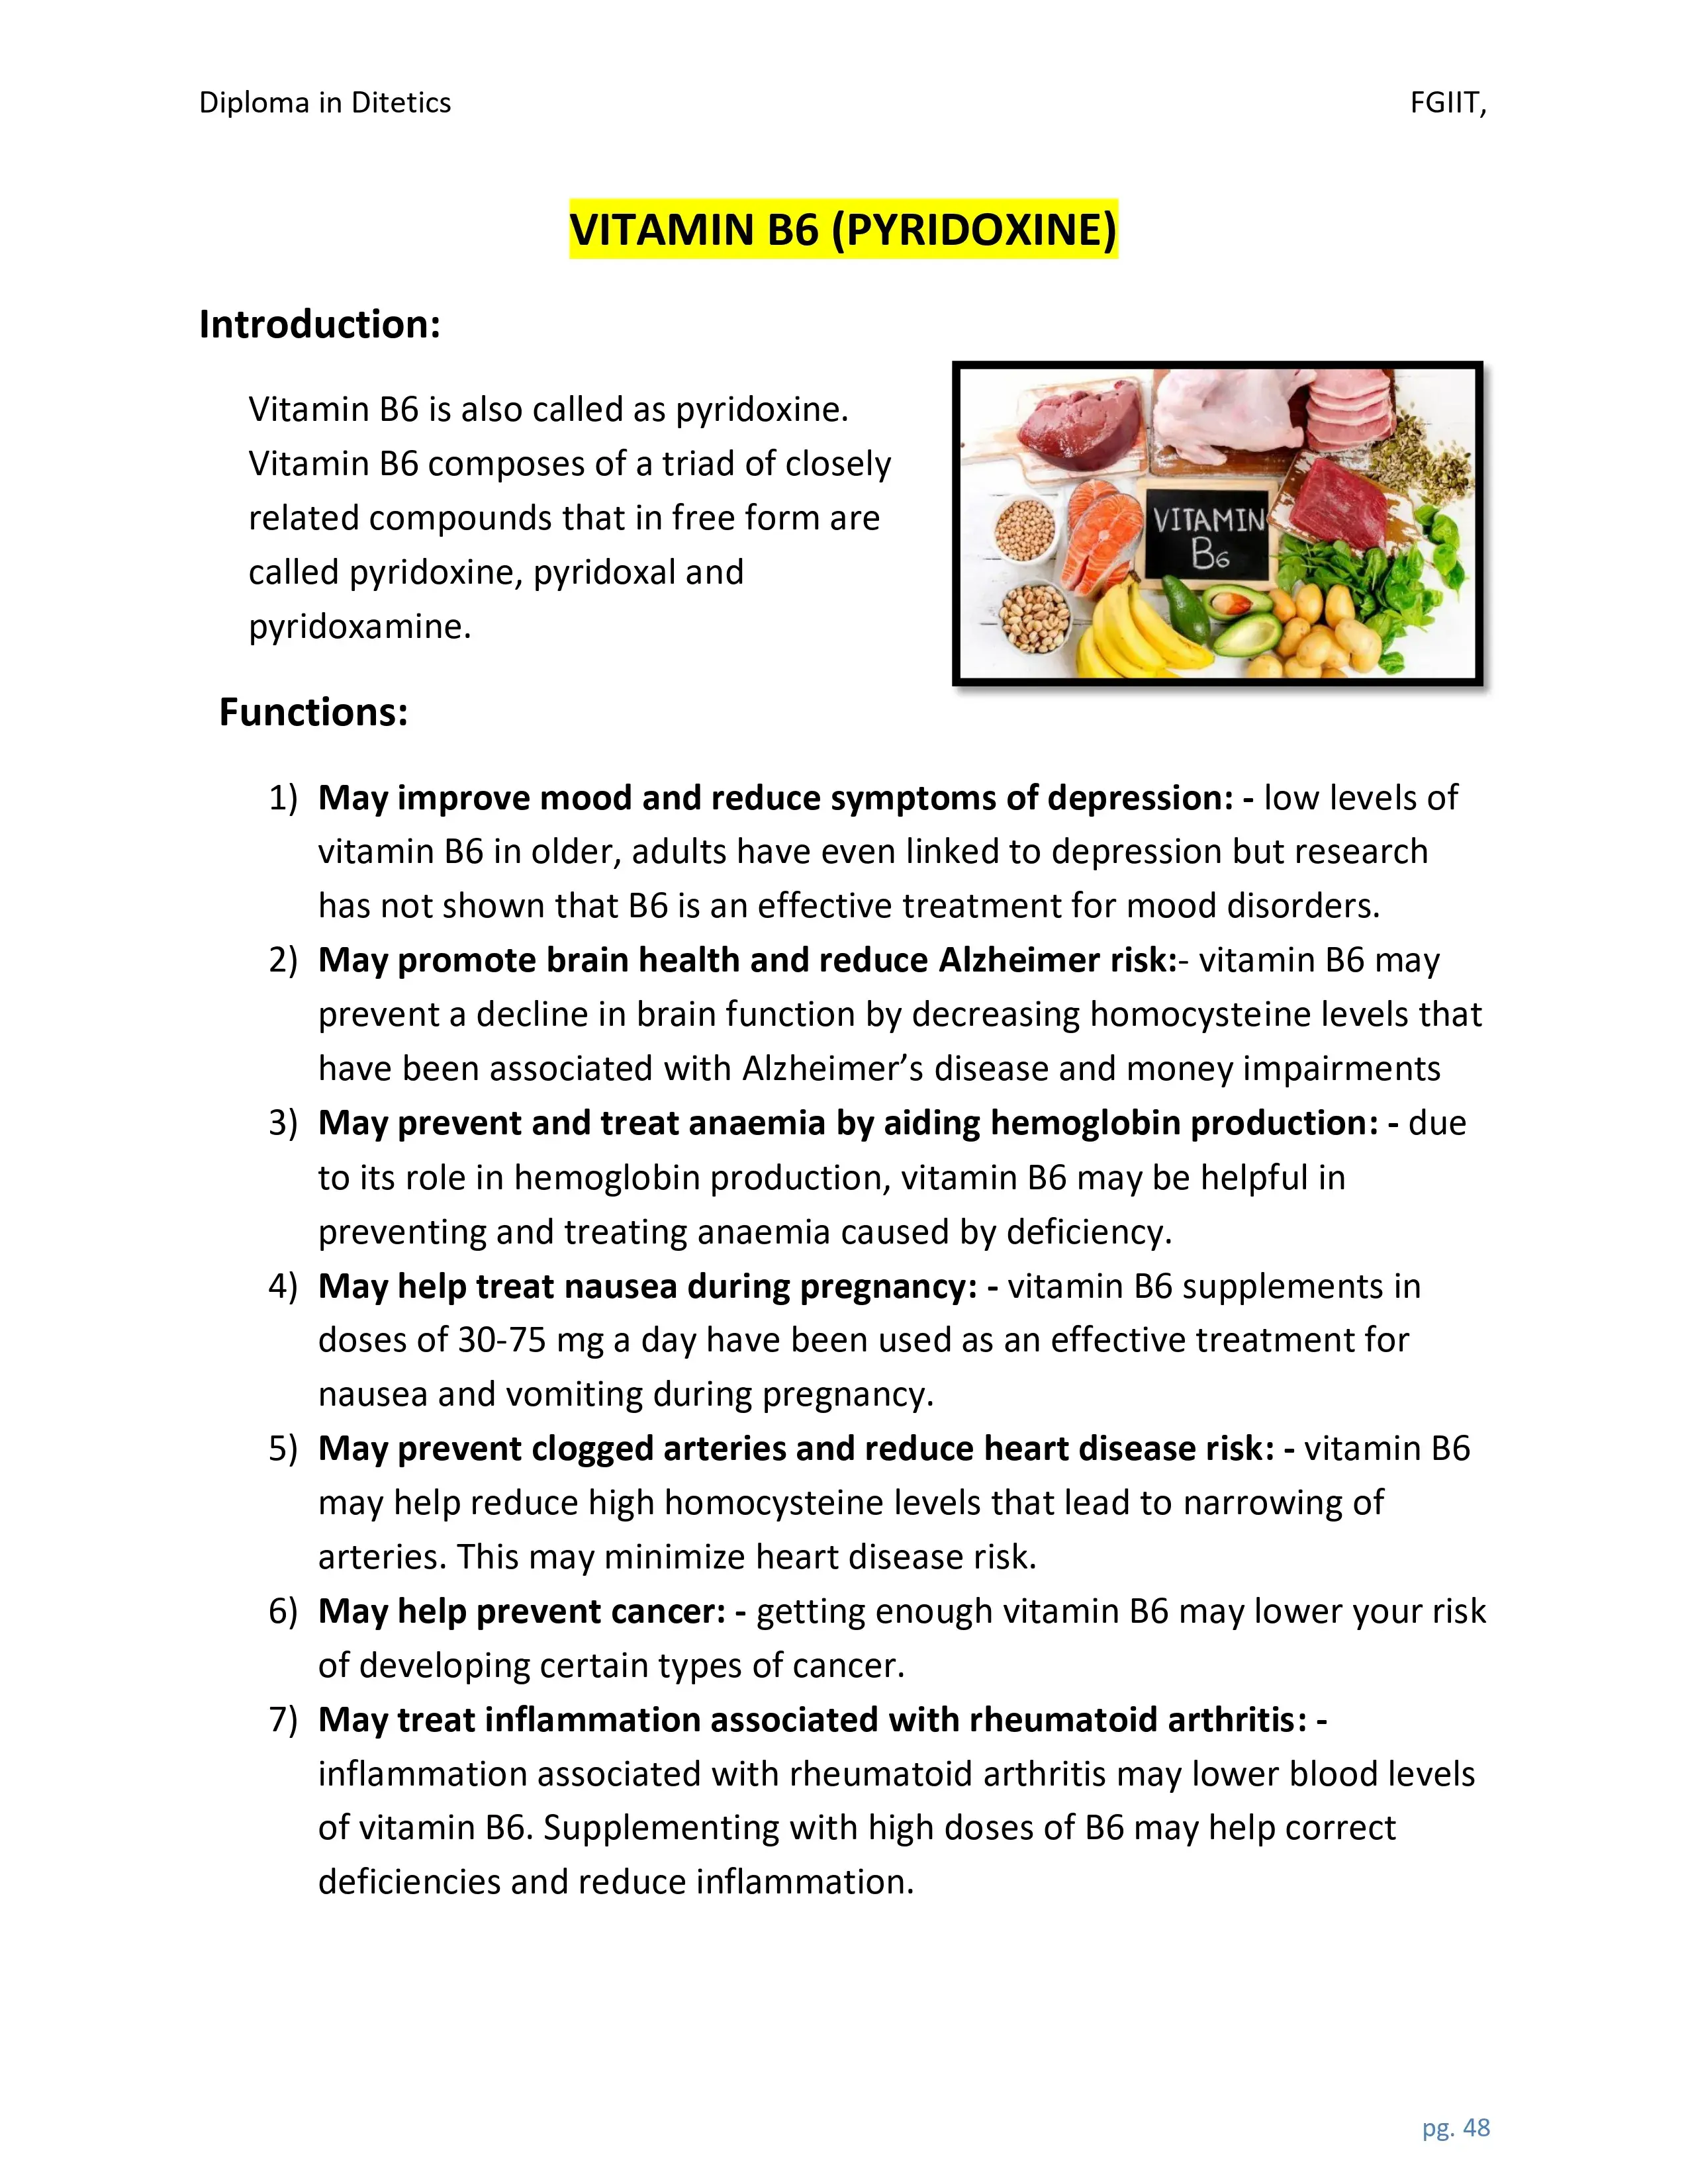 Diploma in Ditetics FGIIT,
VITAMIN B6 (PYRIDOXINE)
Introduction:
Vitamin B6 is also called as pyridoxine.
Vitamin B6 composes of a triad of closely
related compounds that in free form are
called pyridoxine, pyridoxal and
pyridoxamine.
VITAMIN
B6
Functions:
1) May improve mood and reduce symptoms of depression: - low levels of
vitamin B6 in older, adults have even linked to depression but research
has not shown that B6 is an effective treatment for mood disorders.
2) May promote brain health and reduce Alzheimer risk:- vitamin B6 may
prevent a decline in brain function by decreasing homocysteine levels that
have been associated with Alzheimer’s disease and money impairments
3) May prevent and treat anaemia by aiding hemoglobin production: - due
to its role in hemoglobin production, vitamin B6 may be helpful in
preventing and treating anaemia caused by deficiency.
4) May help treat nausea during pregnancy: - vitamin B6 supplements in
doses of 30-75 mg a day have been used as an effective treatment for
nausea and vomiting during pregnancy.
5) May prevent clogged arteries and reduce heart disease risk: - vitamin B6
may help reduce high homocysteine levels that lead to narrowing of
arteries. This may minimize heart disease risk.
6) May help prevent cancer: - getting enough vitamin B6 may lower your risk
of developing certain types of cancer.
7) May treat inflammation associated with rheumatoid arthritis: -
inflammation associated with rheumatoid arthritis may lower blood levels
of vitamin B6. Supplementing with high doses of B6 may help correct
deficiencies and reduce inflammation.
pg. 48